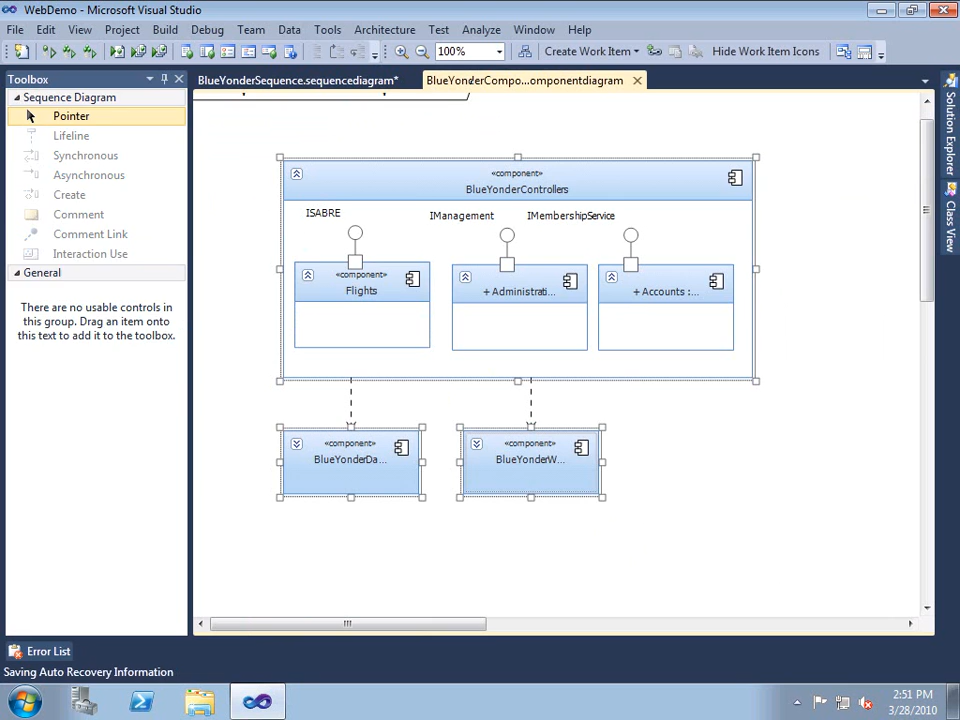 WebDemo - Microsoft Visual Studio
File Edit View Project Build Debug Team Data Tools Architecture Test Analyze Window Help
100% Create Work Item Hide Work Item Icons
Toolbox
BlueYonderSequence.sequencediagram* BlueYonderCompo...omponentdiagram
Sequence Diagram
Pointer
Lifeline
Synchronous
Asynchronous
Create
Comment
Comment Link
Interaction Use
General
There are no usable controls in
this group. Drag an item onto
this text to add it to the toolbox.
«component»
BlueYonderControllers
ISABRE IManagement IMembershipService
«component»
Flights
+ Administrati...
+ Accounts :...
«component»
BlueYonderDa...
«component»
BlueYonderW...
Solution Explorer
Class View
Error List
Saving Auto Recovery Information
2:51 PM
3/28/2010